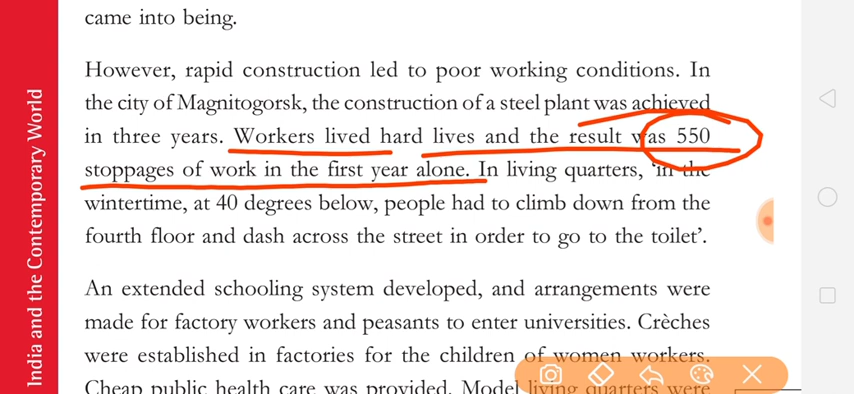 India and the Contemporary World
came into being.
However, rapid construction led to poor working conditions. In
the city of Magnitogorsk, the construction of a steel plant was achieved
in three years. Workers lived hard lives and the result was 550
stoppages of work in the first year alone. In living quarters, ‘in the
wintertime, at 40 degrees below, people had to climb down from the
fourth floor and dash across the street in order to go to the toilet’.
An extended schooling system developed, and arrangements were
made for factory workers and peasants to enter universities. Crèches
were established in factories for the children of women workers.
Cheap public health care was provided. Model living quarters were